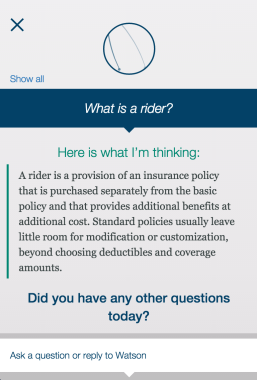 Show all
What is a rider?
Here is what I'm thinking:
A rider is a provision of an insurance policy
that is purchased separately from the basic
policy and that provides additional benefits at
additional cost. Standard policies usually leave
little room for modification or customization,
beyond choosing deductibles and coverage
amounts.
Did you have any other questions
today?
Ask a question or reply to Watson